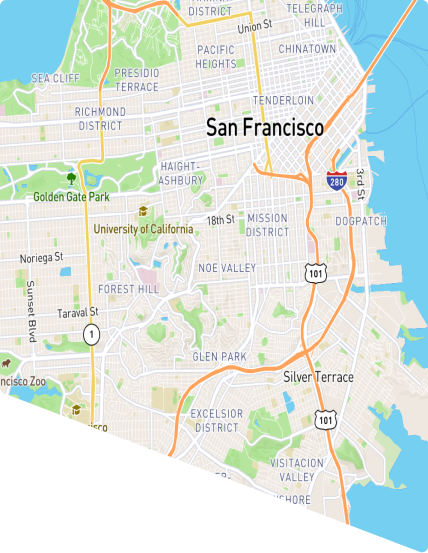 DISTRICT
TELEGRAPH
HILL
Union St
PACIFIC
HEIGHTS
CHINATOWN
SEA CLIFF
PRESIDIO
TERRACE
TENDERLOIN
RICHMOND
DISTRICT
San Francisco
HAIGHT-
ASHBURY
280
3rd St
Golden Gate Park
18th St
MISSION
DISTRICT
DOGPATCH
University of California
Noriega St
NOE VALLEY
101
Sunset Blvd
FOREST HILL
Taraval St
1
GLEN PARK
ncisco Zoo
Silver Terrace
EXCELSIOR
DISTRICT
101
isco
VISITACION
VALLEY
SHORE